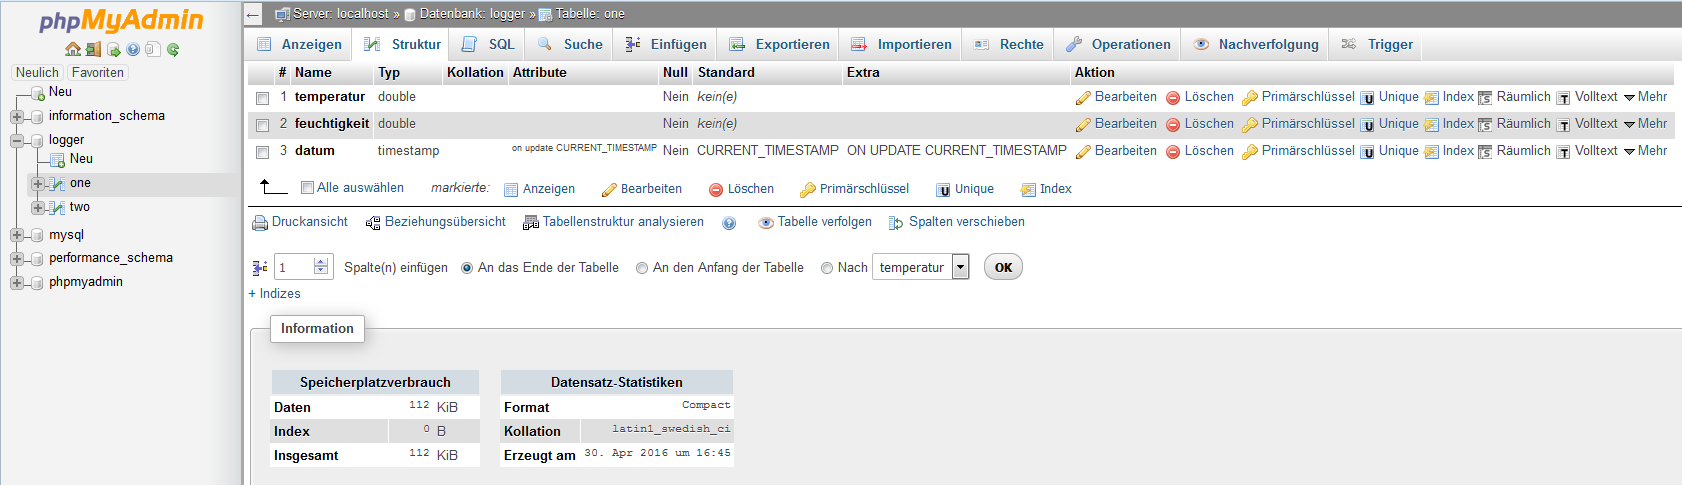 phpMyAdmin
Neulich Favoriten
Neu
information_schema
logger
Neu
one
two
mysql
performance_schema
phpmyadmin
Server: localhost » Datenbank: logger » Tabelle: one
Anzeigen Struktur SQL Suche Einfügen Exportieren Importieren Rechte Operationen Nachverfolgung Trigger
# Name Typ Kollation Attribute Null Standard Extra Aktion
1 temperatur double Nein kein(e) Bearbeiten Löschen Primärschlüssel Unique Index Räumlich Volltext Mehr
2 feuchtigkeit double Nein kein(e) Bearbeiten Löschen Primärschlüssel Unique Index Räumlich Volltext Mehr
3 datum timestamp on update CURRENT_TIMESTAMP Nein CURRENT_TIMESTAMP ON UPDATE CURRENT_TIMESTAMP Bearbeiten Löschen Primärschlüssel Unique Index Räumlich Volltext Mehr
Alle auswählen markierte: Anzeigen Bearbeiten Löschen Primärschlüssel Unique Index
Druckansicht Beziehungsübersicht Tabellenstruktur analysieren Tabelle verfolgen Spalten verschieben
1 Spalte(n) einfügen An das Ende der Tabelle An den Anfang der Tabelle Nach temperatur OK
+ Indizes
Information
Speicherplatzverbrauch
Daten 112 KiB
Index 0 B
Insgesamt 112 KiB
Datensatz-Statistiken
Format Compact
Kollation latin1_swedish_ci
Erzeugt am 30. Apr 2016 um 16:45